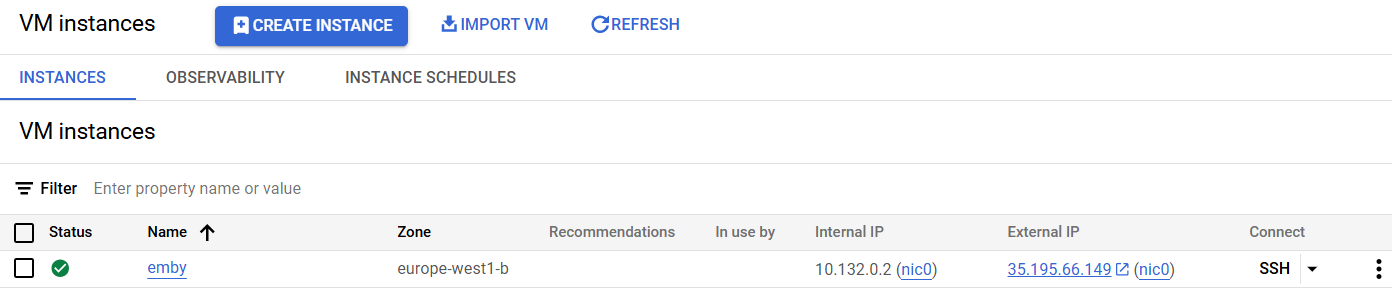 VM instances CREATE INSTANCE IMPORT VM REFRESH
INSTANCES OBSERVABILITY INSTANCE SCHEDULES
VM instances
Filter Enter property name or value
Status Name Zone Recommendations In use by Internal IP External IP Connect
emby europe-west1-b 10.132.0.2 (nic0) 35.195.66.149 (nic0) SSH